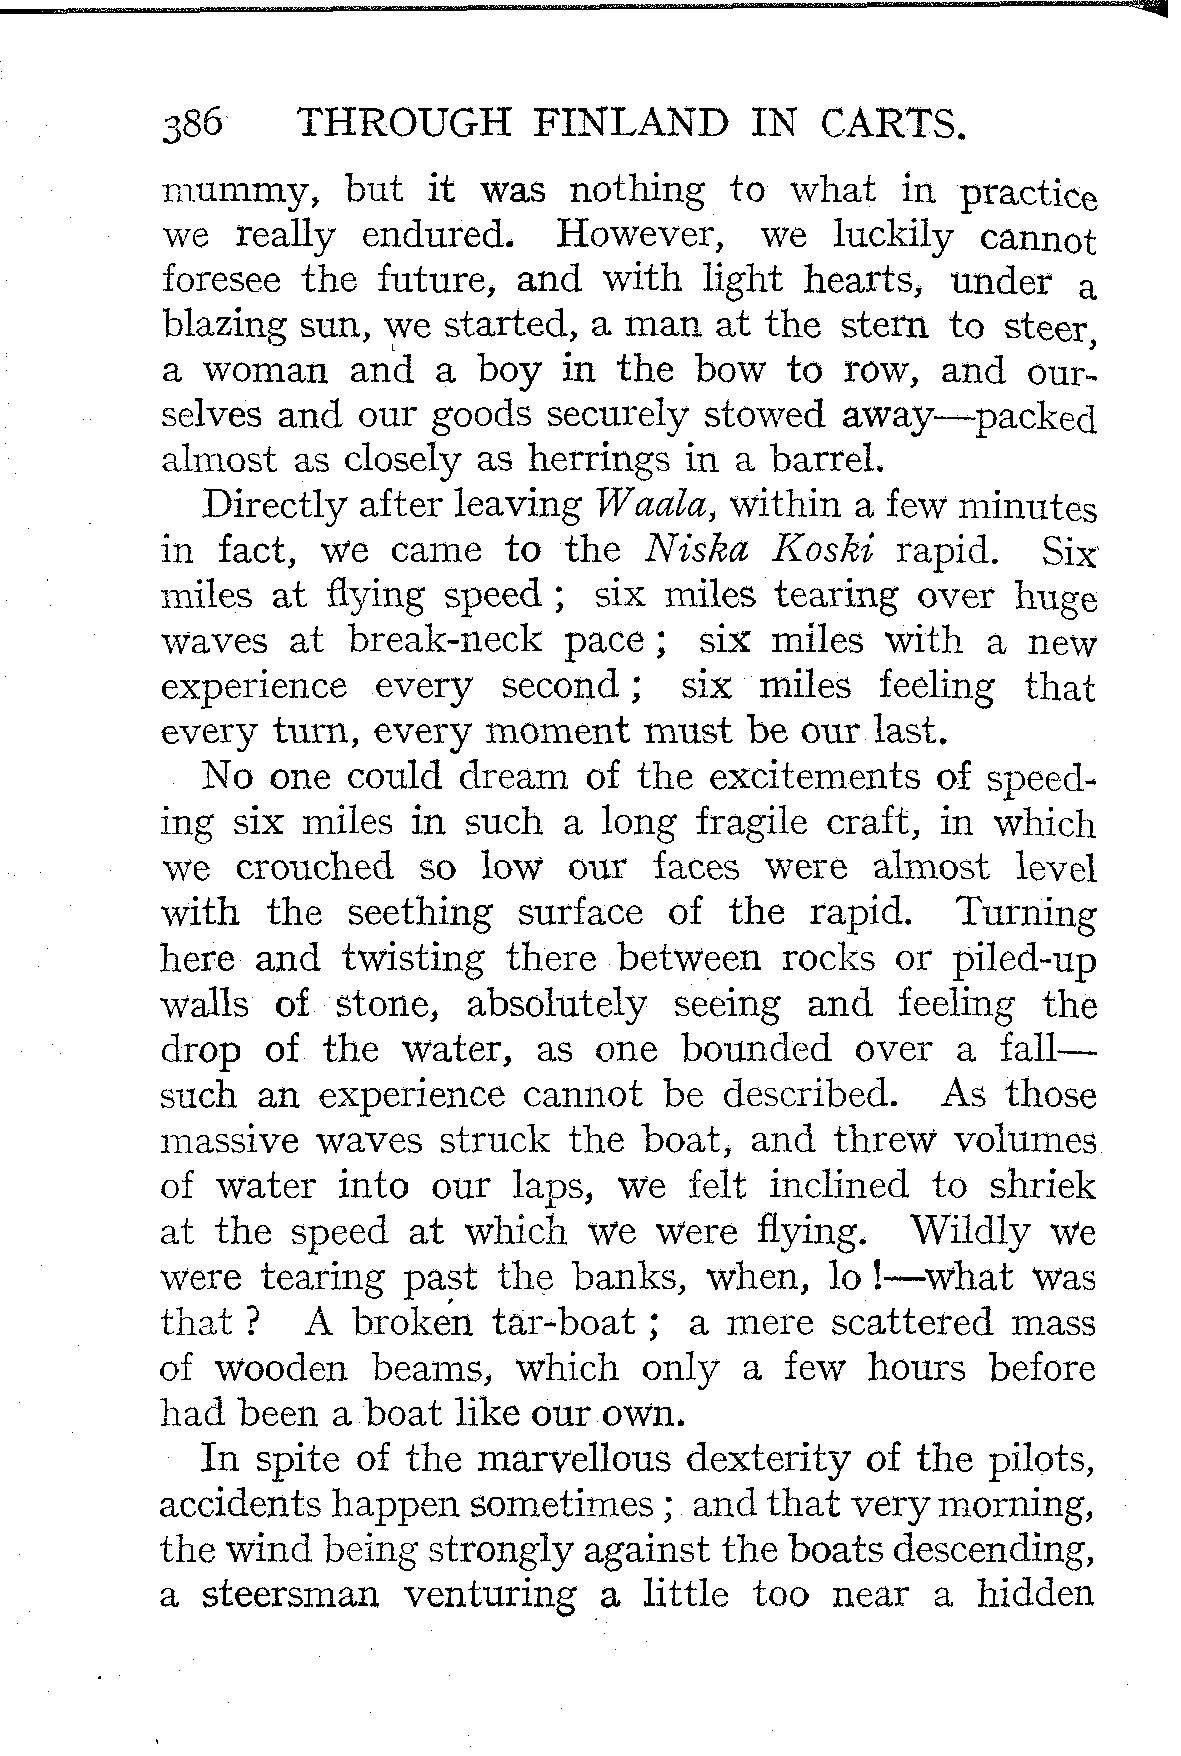 386 THROUGH FINLAND IN CARTS.
mummy, but it was nothing to what in practice
we really endured. However, we luckily cannot
foresee the future, and with light hearts, under a
blazing sun, we started, a man at the stern to steer,
a woman and a boy in the bow to row, and our-
selves and our goods securely stowed away—packed
almost as closely as herrings in a barrel.
Directly after leaving Waala, within a few minutes
in fact, we came to the Niska Koski rapid. Six
miles at flying speed ; six miles tearing over huge
waves at break-neck pace ; six miles with a new
experience every second ; six miles feeling that
every turn, every moment must be our last.
No one could dream of the excitements of speed-
ing six miles in such a long fragile craft, in which
we crouched so low our faces were almost level
with the seething surface of the rapid. Turning
here and twisting there between rocks or piled-up
walls of stone, absolutely seeing and feeling the
drop of the water, as one bounded over a fall—
such an experience cannot be described. As those
massive waves struck the boat, and threw volumes
of water into our laps, we felt inclined to shriek
at the speed at which we were flying. Wildly we
were tearing past the banks, when, lo !—what was
that ? A broken tar-boat ; a mere scattered mass
of wooden beams, which only a few hours before
had been a boat like our own.
In spite of the marvellous dexterity of the pilots,
accidents happen sometimes ; and that very morning,
the wind being strongly against the boats descending,
a steersman venturing a little too near a hidden